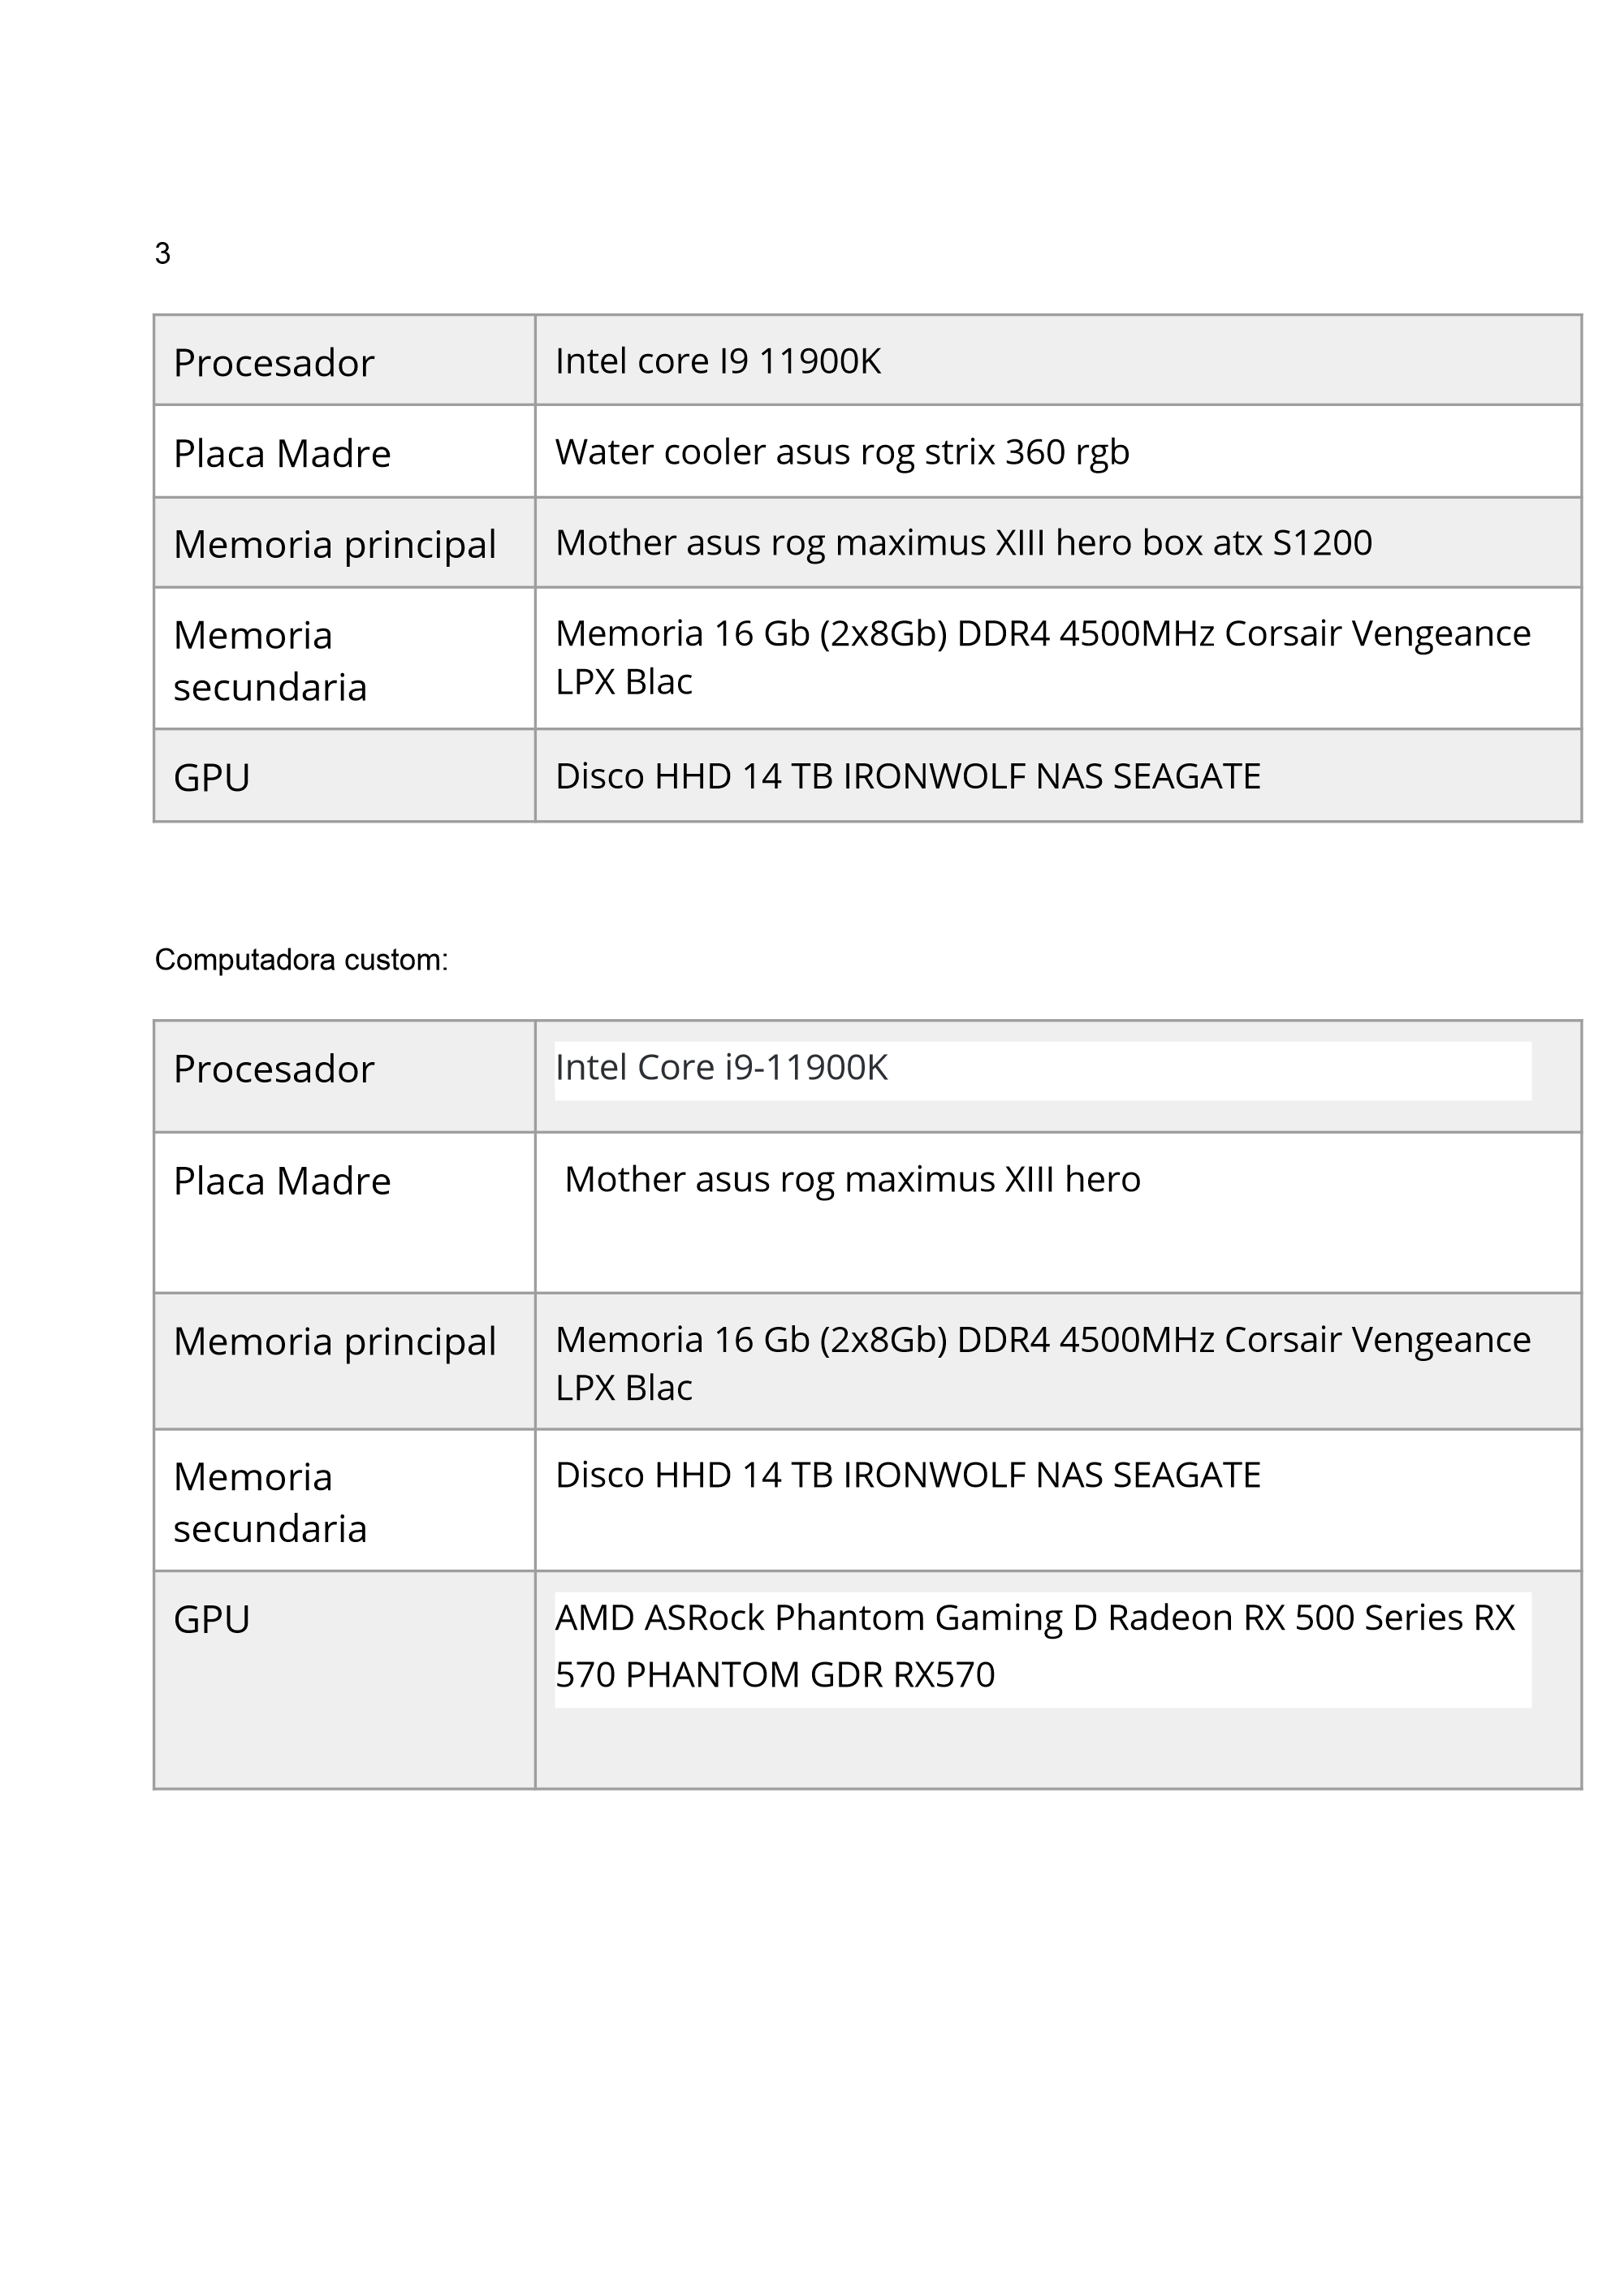 3
Procesador
Intel core I9 11900K
Placa Madre
Water cooler asus rog strix 360 rgb
Memoria principal
Mother asus rog maximus XIII hero box atx S1200
Memoria
secundaria
Memoria 16 Gb (2x8Gb) DDR4 4500MHz Corsair Vengeance
LPX Blac
GPU
Disco HHD 14 TB IRONWOLF NAS SEAGATE
Computadora custom:
Procesador
Intel Core i9-11900K
Placa Madre
Mother asus rog maximus XIII hero
Memoria principal
Memoria 16 Gb (2x8Gb) DDR4 4500MHz Corsair Vengeance
LPX Blac
Memoria
secundaria
Disco HHD 14 TB IRONWOLF NAS SEAGATE
GPU
AMD ASRock Phantom Gaming D Radeon RX 500 Series RX
570 PHANTOM GDR RX570